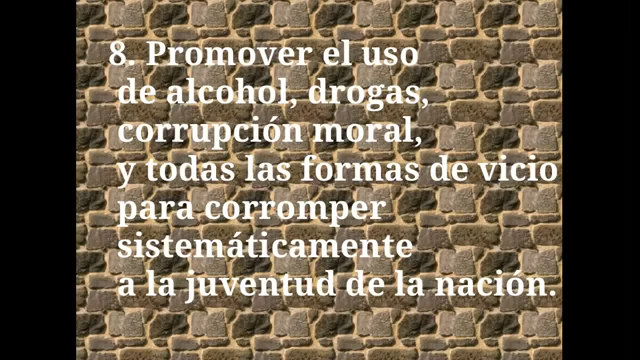 8. Promover el uso
de alcohol, drogas,
corrupción moral,
y todas las formas de vicio
para corromper
sistemáticamente
a la juventud de la nación.